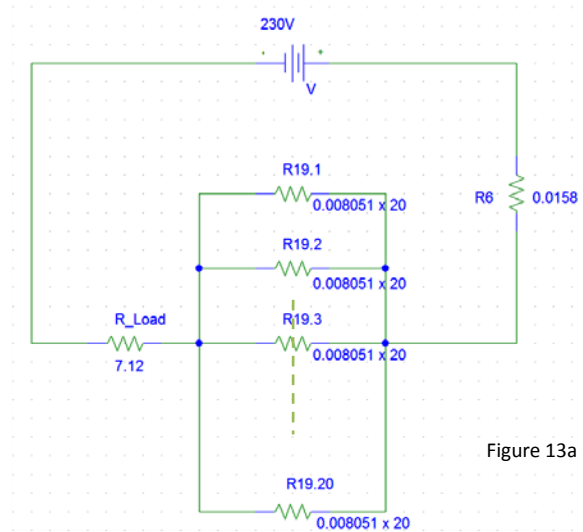 230V
V
R19.1
0.008051 x 20
R6 0.0158
R19.2
0.008051 x 20
R_Load
R19.3
0.008051 x 20
7.12
Figure 13a
R19.20
0.008051 x 20